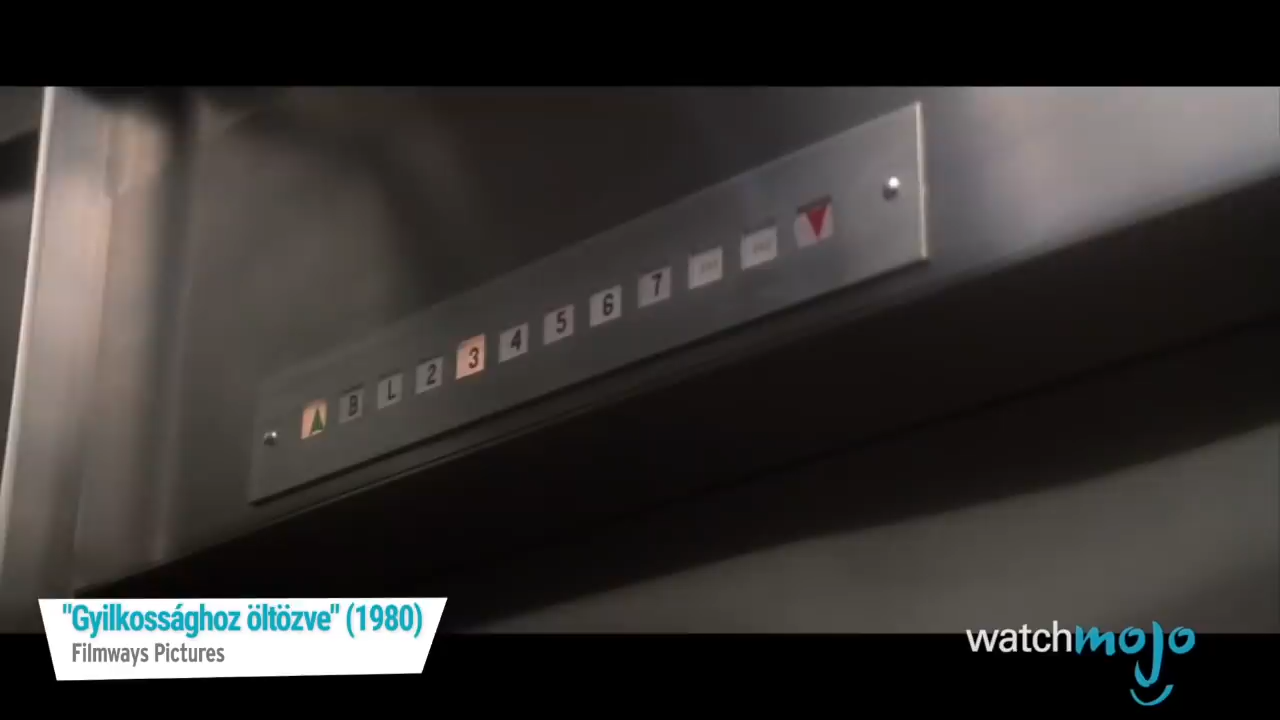 B L 2 3 4 5 6 7
"Gyilkossághoz öltözve" (1980)
Filmways Pictures
watchmojo